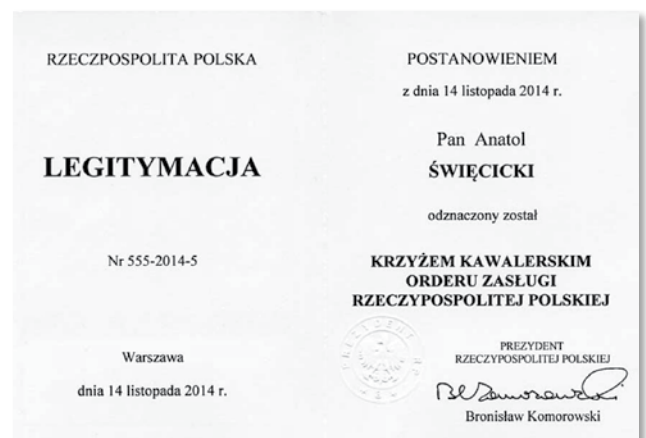 RZECZPOSPOLITA POLSKA
LEGITYMACJA
Nr 555-2014-5
Warszawa
dnia 14 listopada 2014 r.
POSTANOWIENIEM
z dnia 14 listopada 2014 r.
Pan Anatol
ŚWIĘCICKI
odznaczony został
KRZYŻEM KAWALERSKIM
ORDERU ZASŁUGI
RZECZYPOSPOLITEJ POLSKIEJ
PREZYDENT
RZECZYPOSPOLITEJ POLSKIEJ
Bronisław Komorowski